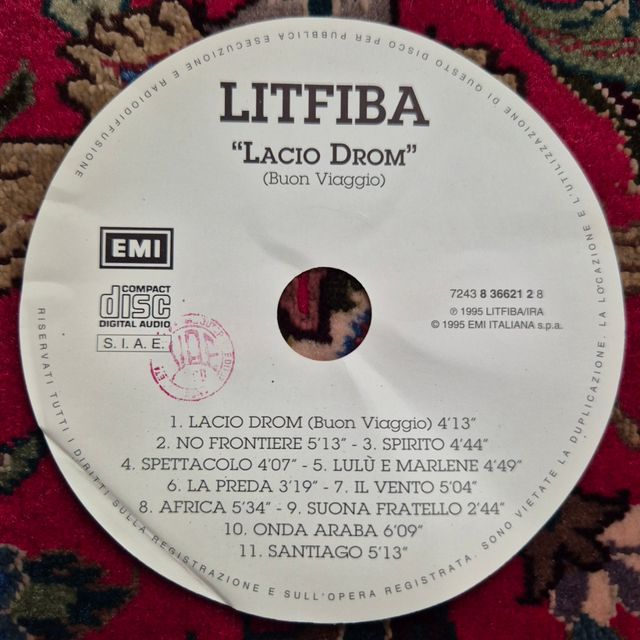 LITFIBA
"LACIO DROM"
(Buon Viaggio)
EMI
COMPACT
disc
DIGITAL AUDIO
S.I.A.E.
7243 8 36621 2 8
℗ 1995 LITFIBA/IRA
© 1995 EMI ITALIANA s.p.a.
1. LACIO DROM (Buon Viaggio) 4'13"
2. NO FRONTIERE 5'13" - 3. SPIRITO 4'44"
4. SPETTACOLO 4'07" - 5. LULÙ E MARLENE 4'49"
6. LA PREDA 3'19" - 7. IL VENTO 5'04"
8. AFRICA 5'34" - 9. SUONA FRATELLO 2'44"
10. ONDA ARABA 6'09"
11. SANTIAGO 5'13"
RISERVATI TUTTI I DIRITTI SULLA REGISTRAZIONE E SULL'OPERA REGISTRATA. SONO VIETATE LA DUPLICAZIONE, LA LOCAZIONE E L'UTILIZZAZIONE DI QUESTO DISCO PER PUBBLICA ESECUZIONE E RADIODIFFUSIONE